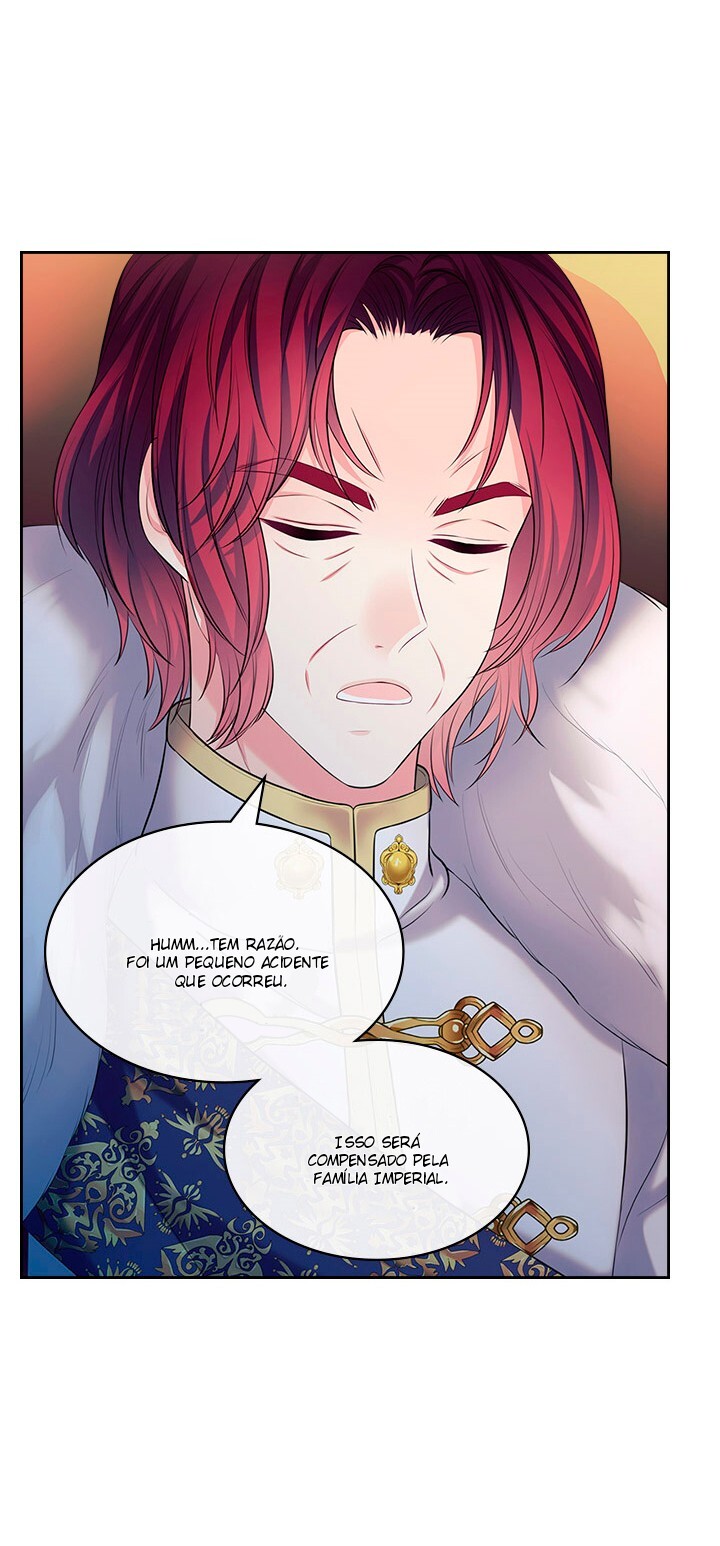 HUMM...TEM RAZÃO.
FOI UM PEQUENO ACIDENTE
QUE OCORREU.
ISSO SERÁ
COMPENSADO PELA
FAMÍLIA IMPERIAL.